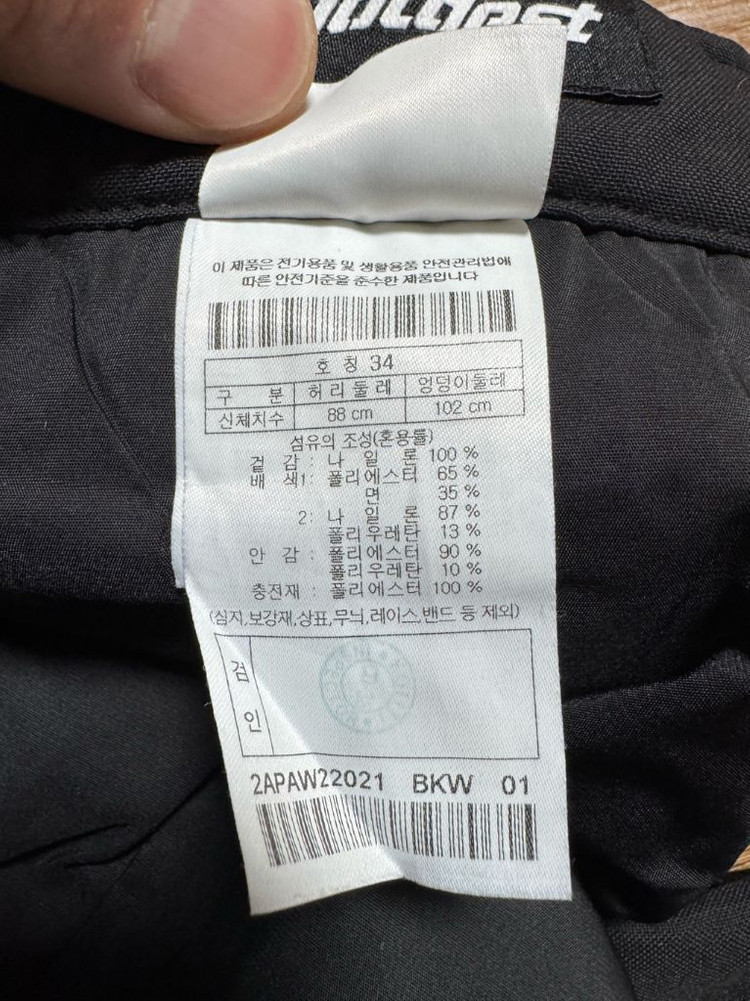 이 제품은 전기용품 및 생활용품 안전관리법에
따른 안전기준을 준수한 제품입니다
호 칭 34
구 분 허 리 둘 레 엉덩이둘레
신체치수 88 cm 102 cm
섬유의 조성(혼용률)
겉 감 : 나 일 론 100 %
배 색1: 폴리에스터 65 %
면 35 %
2: 나 일 론 87 %
폴리우레탄 13 %
안 감 : 폴리에스터 90 %
폴리우레탄 10 %
충전재 : 폴리에스터 100 %
(심지,보강재,상표,무늬,레이스,밴드 등 제외)
검
인
2APAW22021 BKW 01